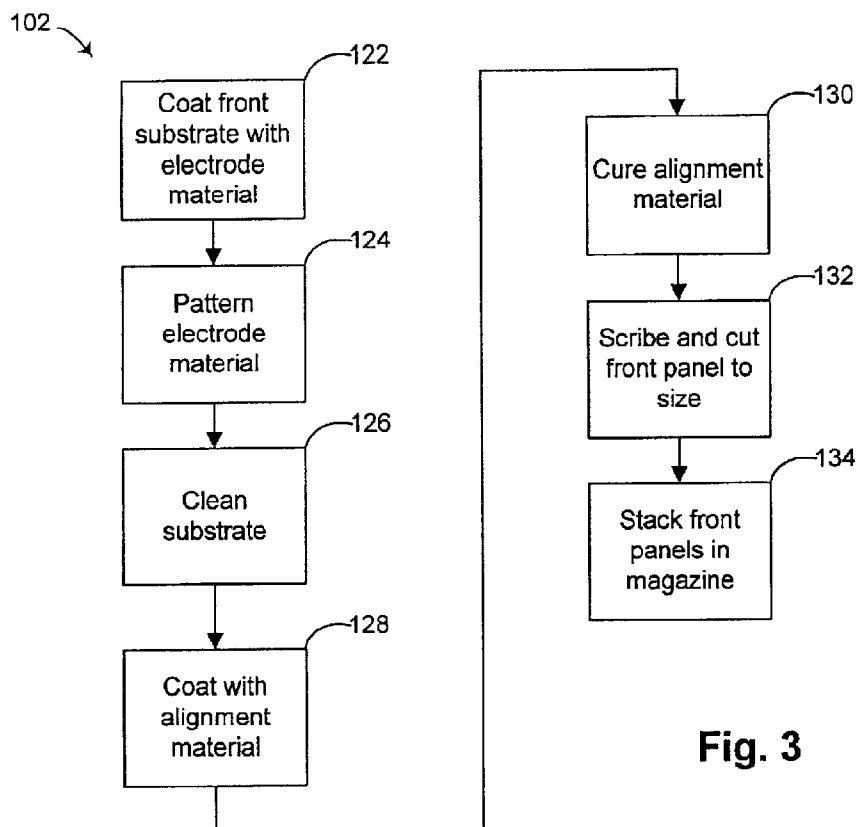 102
122
Coat front
substrate with
electrode
material
124
Pattern
electrode
material
126
Clean
substrate
128
Coat with
alignment
material
130
Cure alignment
material
132
Scribe and cut
front panel to
size
134
Stack front
panels in
magazine
Fig. 3